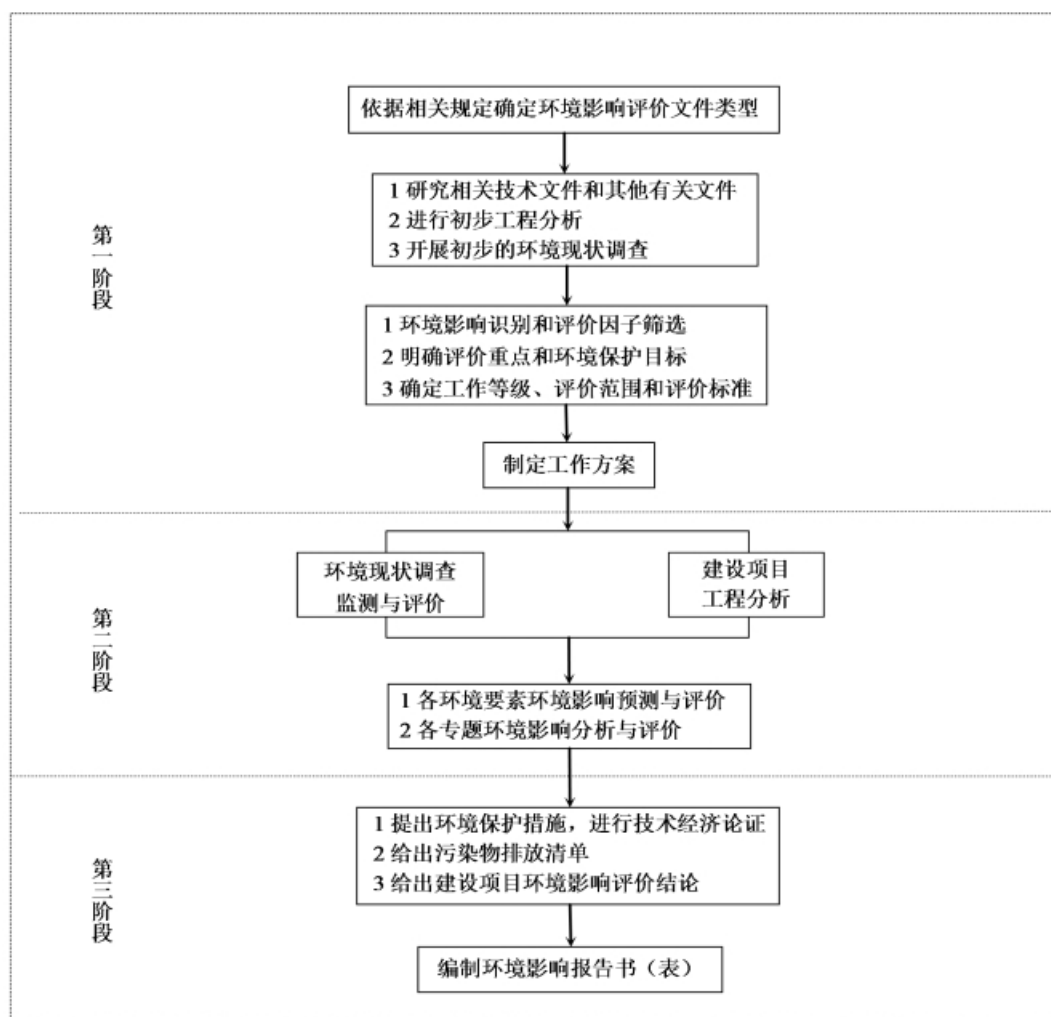 依据相关规定确定环境影响评价文件类型
1 研究相关技术文件和其他有关文件
2 进行初步工程分析
3 开展初步的环境现状调查
第一阶段
1 环境影响识别和评价因子筛选
2 明确评价重点和环境保护目标
3 确定工作等级、评价范围和评价标准
制定工作方案
环境现状调查
监测与评价
建设项目
工程分析
第二阶段
1 各环境要素环境影响预测与评价
2 各专题环境影响分析与评价
1 提出环境保护措施，进行技术经济论证
2 给出污染物排放清单
3 给出建设项目环境影响评价结论
第三阶段
编制环境影响报告书（表）